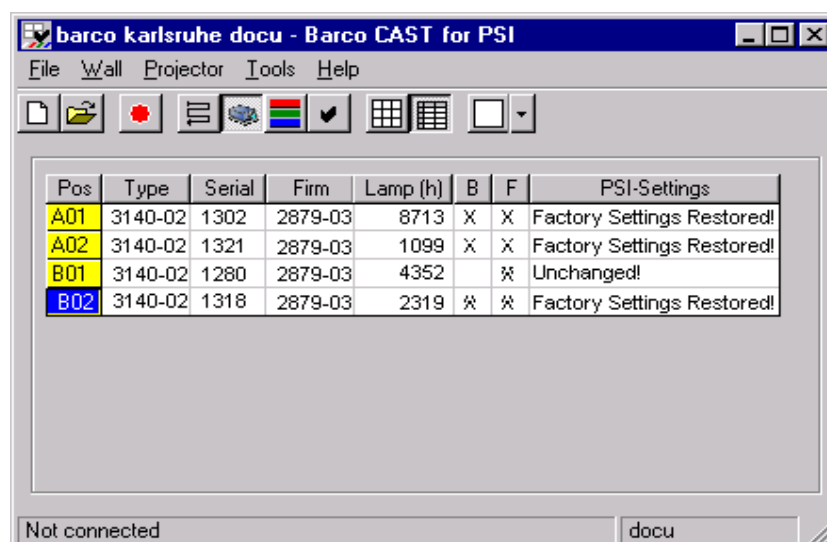 barco karlsruhe docu - Barco CAST for PSI
File Wall Projector Tools Help
Pos Type Serial Firm Lamp (h) B F PSI-Settings
A01 3140-02 1302 2879-03 8713 X X Factory Settings Restored!
A02 3140-02 1321 2879-03 1099 X X Factory Settings Restored!
B01 3140-02 1280 2879-03 4352 Unchanged!
B02 3140-02 1318 2879-03 2319 Factory Settings Restored!
Not connected docu